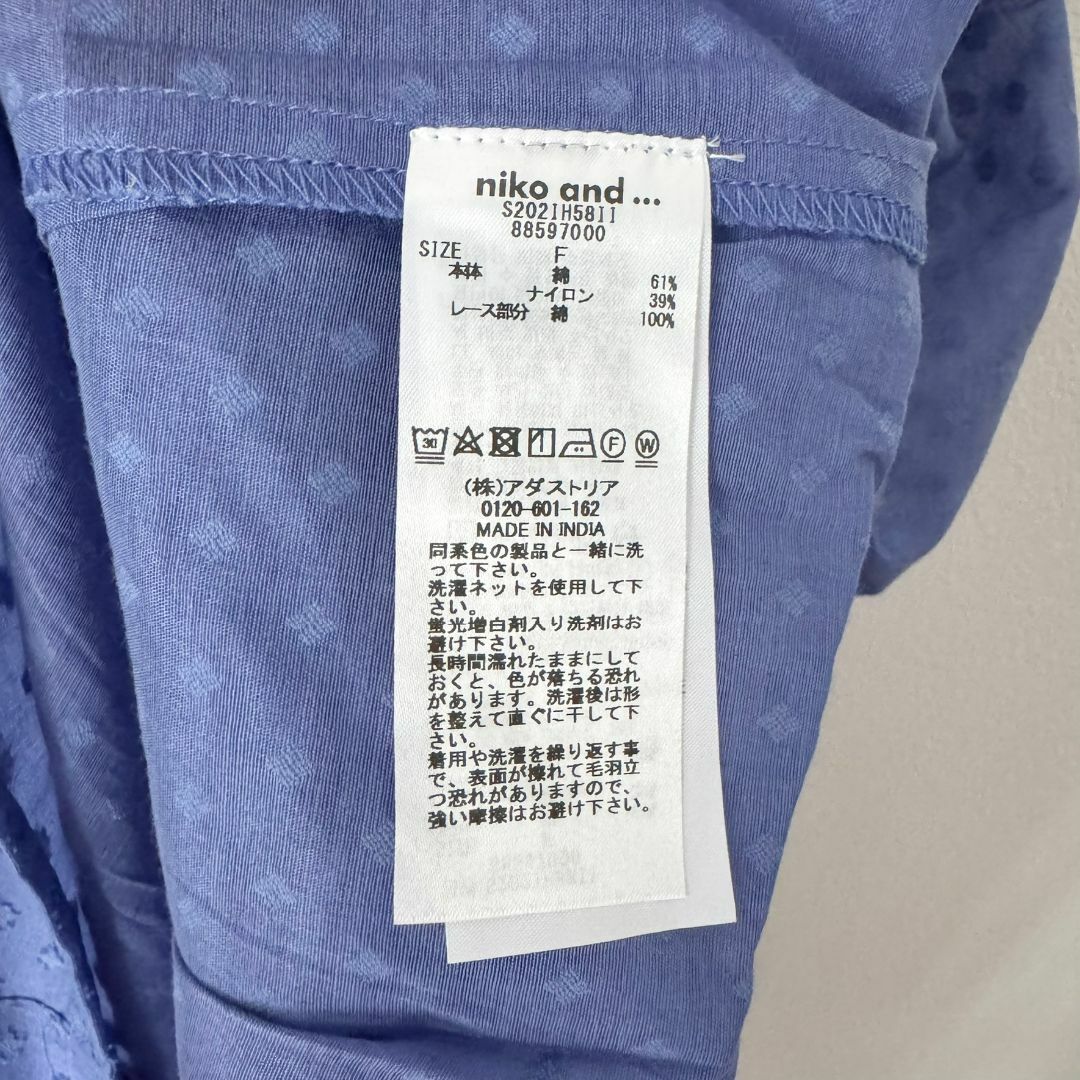 niko and ...
S202IH58II
88597000
SIZE F
本体 綿 61%
ナイロン 39%
レース部分 綿 100%
30 F W
(株)アダストリア
0120-601-162
MADE IN INDIA
同系色の製品と一緒に洗
って下さい。
洗濯ネットを使用して下
さい。
蛍光増白剤入り洗剤はお
避け下さい。
長時間濡れたままにして
おくと、色が落ちる恐れ
があります。洗濯後は形
を整えて直ぐに干して下
さい。
着用や洗濯を繰り返す事
で、表面が擦れて毛羽立
つ恐れがありますので、
強い摩擦はお避け下さい。